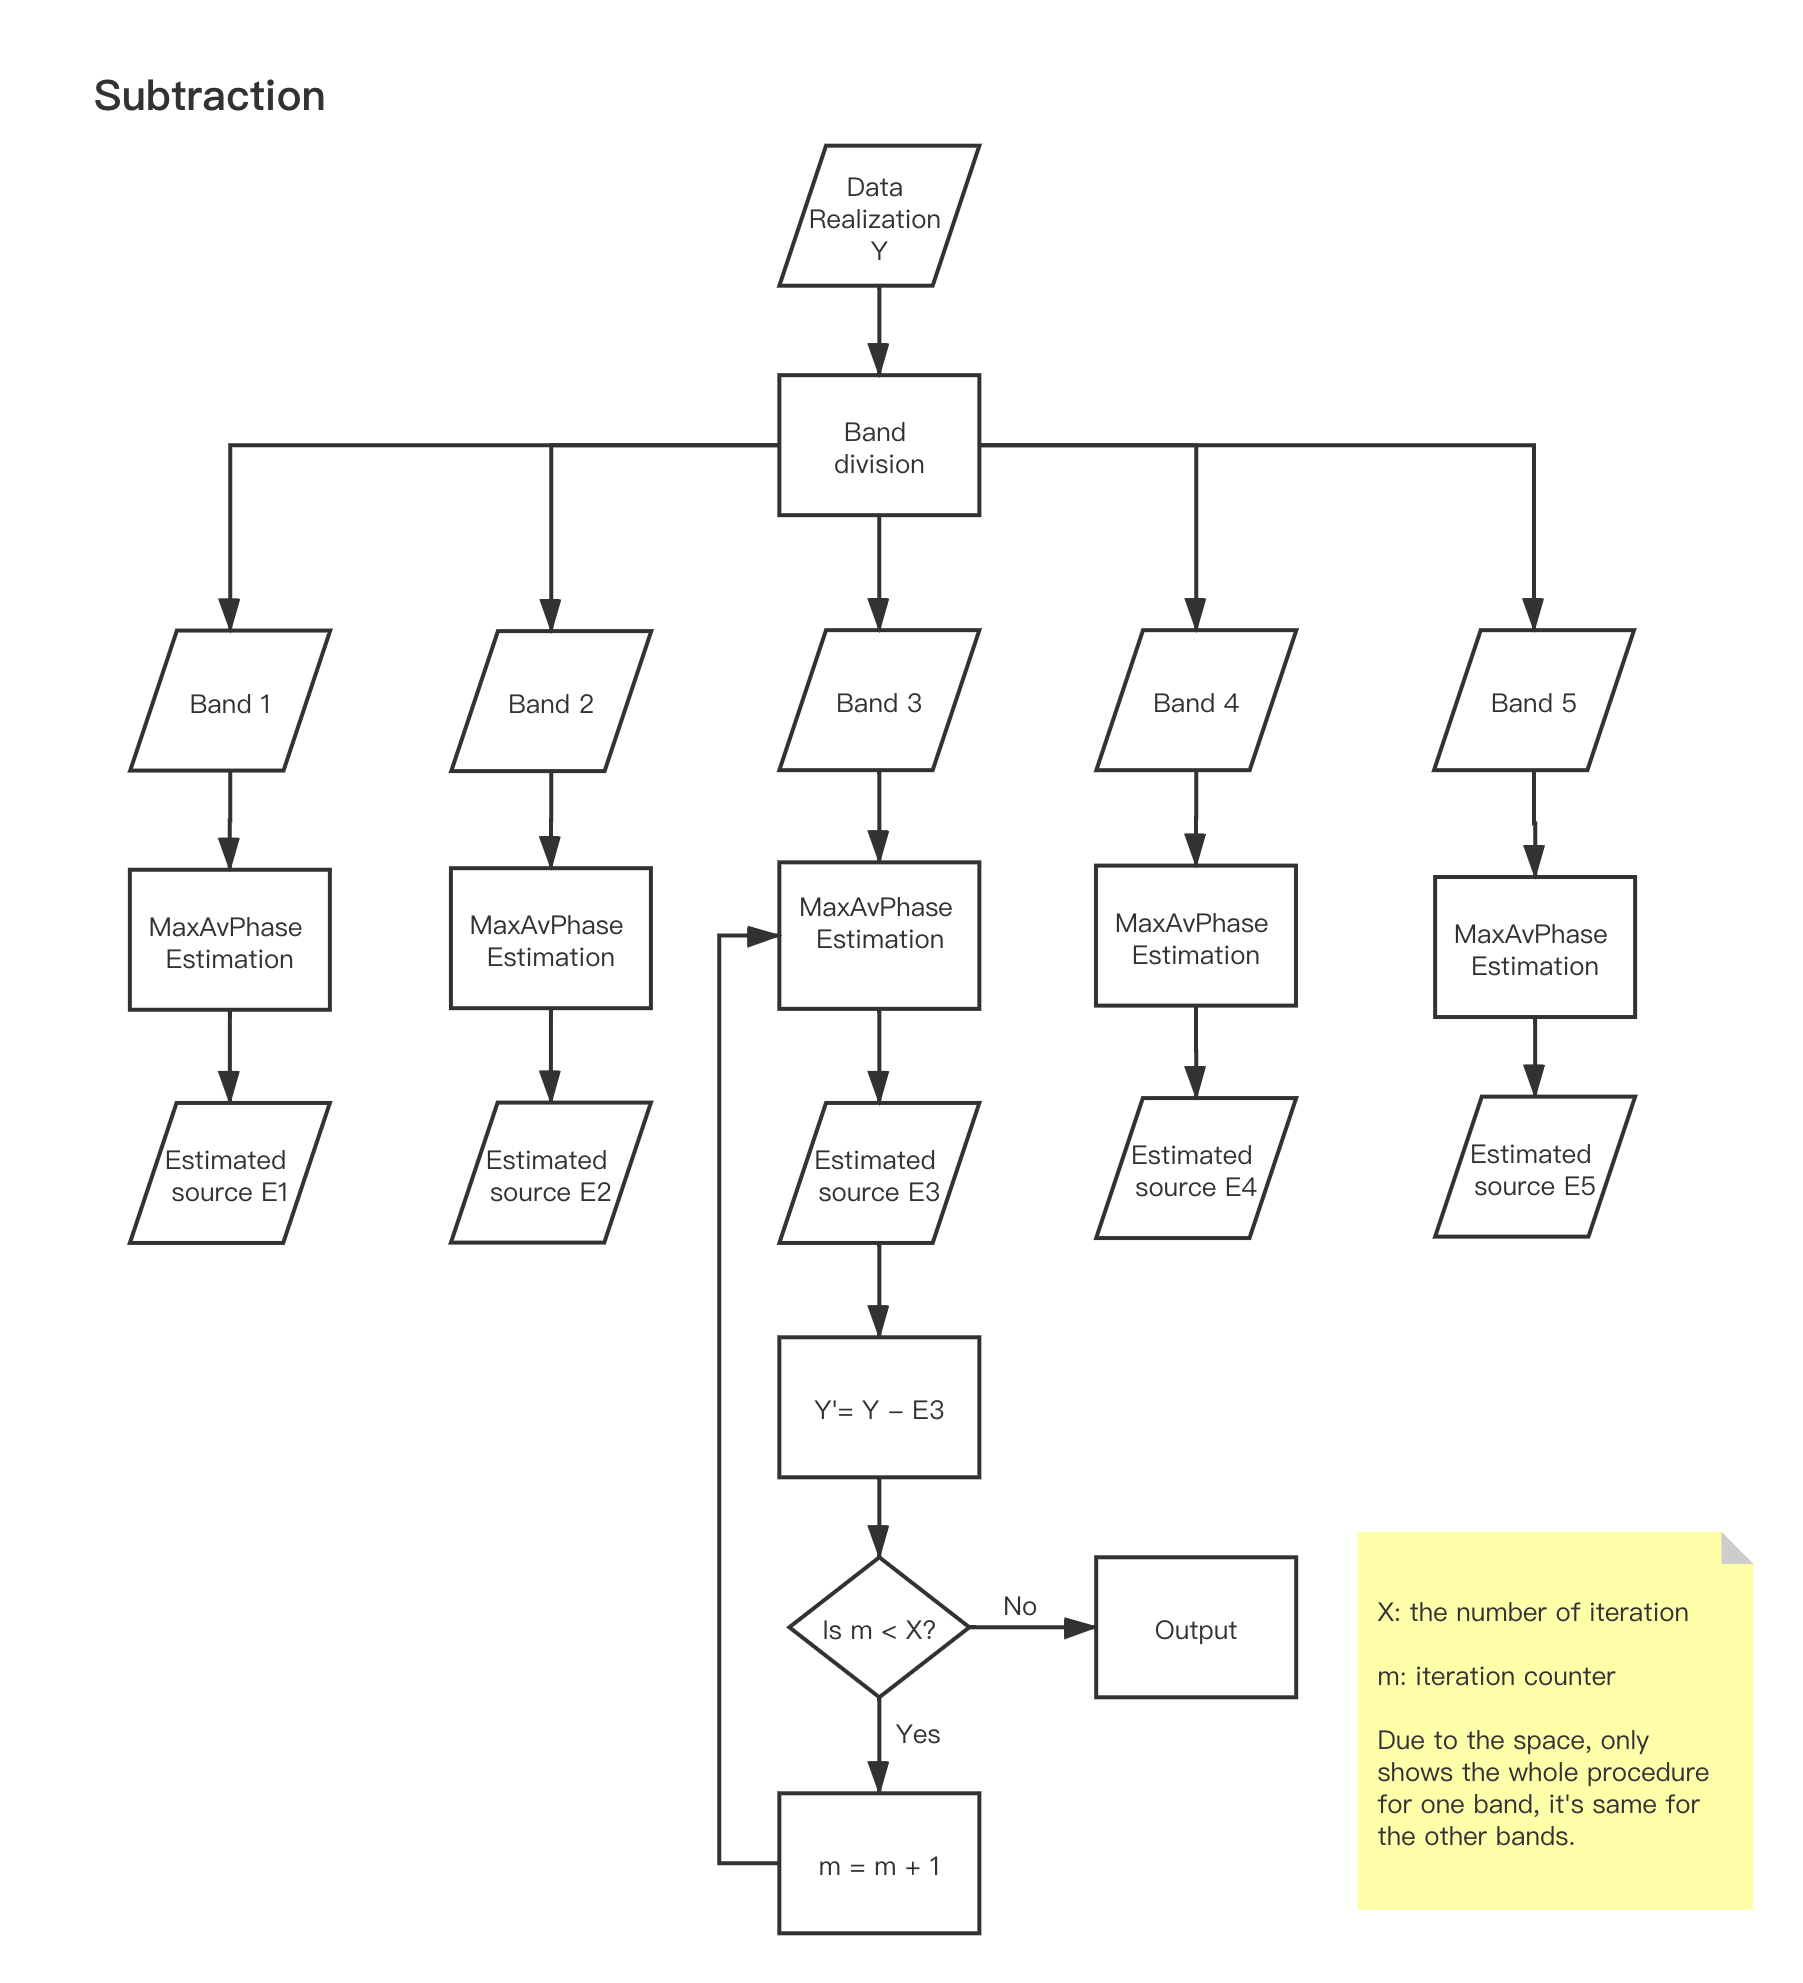 Subtraction
Data
Realization
Y
Band
division
Band 1
Band 2
Band 3
Band 4
Band 5
MaxAvPhase
Estimation
MaxAvPhase
Estimation
MaxAvPhase
Estimation
MaxAvPhase
Estimation
MaxAvPhase
Estimation
Estimated
source E1
Estimated
source E2
Estimated
source E3
Estimated
source E4
Estimated
source E5
Y'= Y – E3
Is m < X?
No
Output
Yes
m = m + 1
X: the number of iteration
m: iteration counter
Due to the space, only
shows the whole procedure
for one band, it's same for
the other bands.